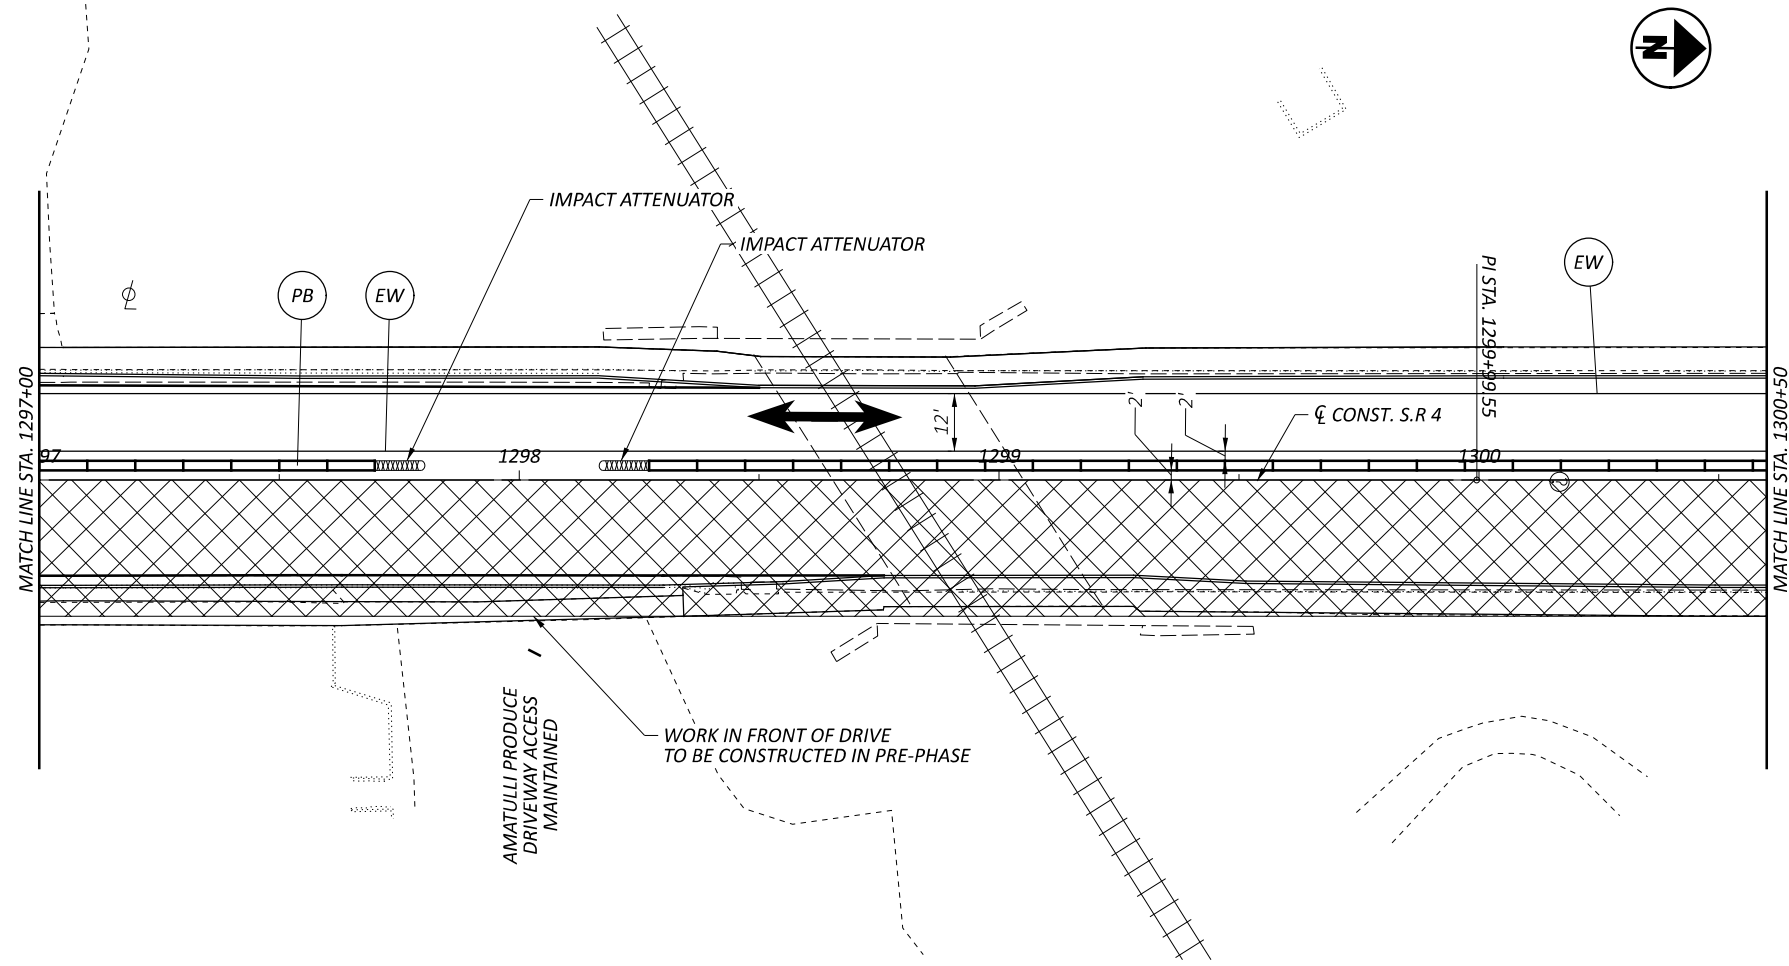 N
IMPACT ATTENUATOR
IMPACT ATTENUATOR
PB
EW
EW
PI STA. 1299+99.55
MATCH LINE STA. 1297+00
MATCH LINE STA. 1300+50
12'
2'
2'
℄ CONST. S.R 4
97
1298
1299
1300
WORK IN FRONT OF DRIVE
TO BE CONSTRUCTED IN PRE-PHASE
AMATULLI PRODUCE
DRIVEWAY ACCESS
MAINTAINED